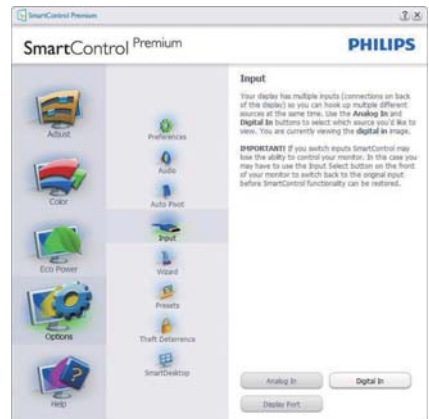 SmartControl Premium
SmartControl Premium
PHILIPS
Adjust
Color
Eco Power
Options
Help
Preferences
Audio
Auto Pivot
Input
Wizard
Presets
Theft Deterrence
SmartDesktop
Input
Your display has multiple inputs (connections on back
of the display) so you can hook up multiple different
sources at the same time. Use the Analog In and
Digital In buttons to select which source you'd like to
view. You are currently viewing the digital in image.
IMPORTANT! If you switch inputs SmartControl may
lose the ability to control your monitor. In the case you
may have to use the Input Select button on the front
of your monitor to switch back to the original input
before SmartControl functionality can be restored.
Analog In
Digital In
Display Port